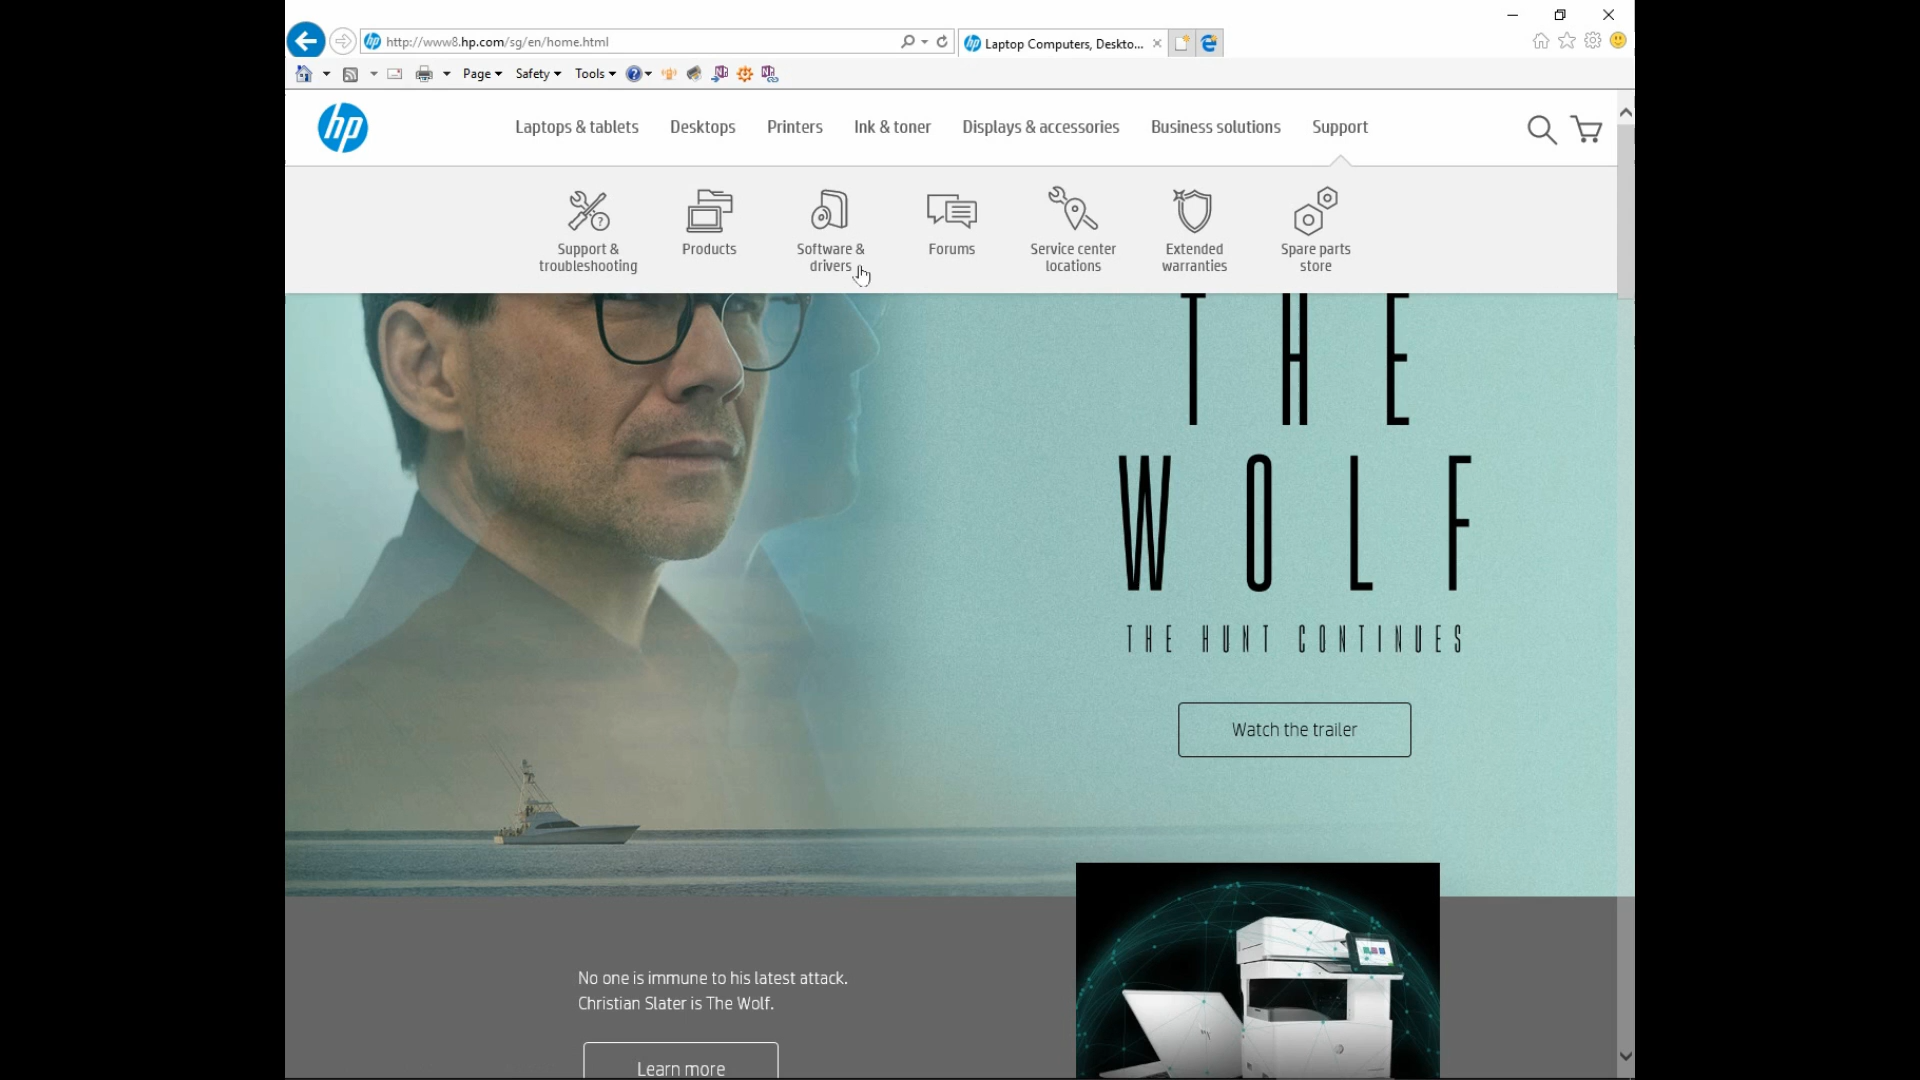 http://www8.hp.com/sg/en/home.html
Laptop Computers, Deskto...
Page
Safety
Tools
hp
Laptops & tablets
Desktops
Printers
Ink & toner
Displays & accessories
Business solutions
Support
Support &
troubleshooting
Products
Software &
drivers
Forums
Service center
locations
Extended
warranties
Spare parts
store
THE
WOLF
THE HUNT CONTINUES
Watch the trailer
No one is immune to his latest attack.
Christian Slater is The Wolf.
Learn more